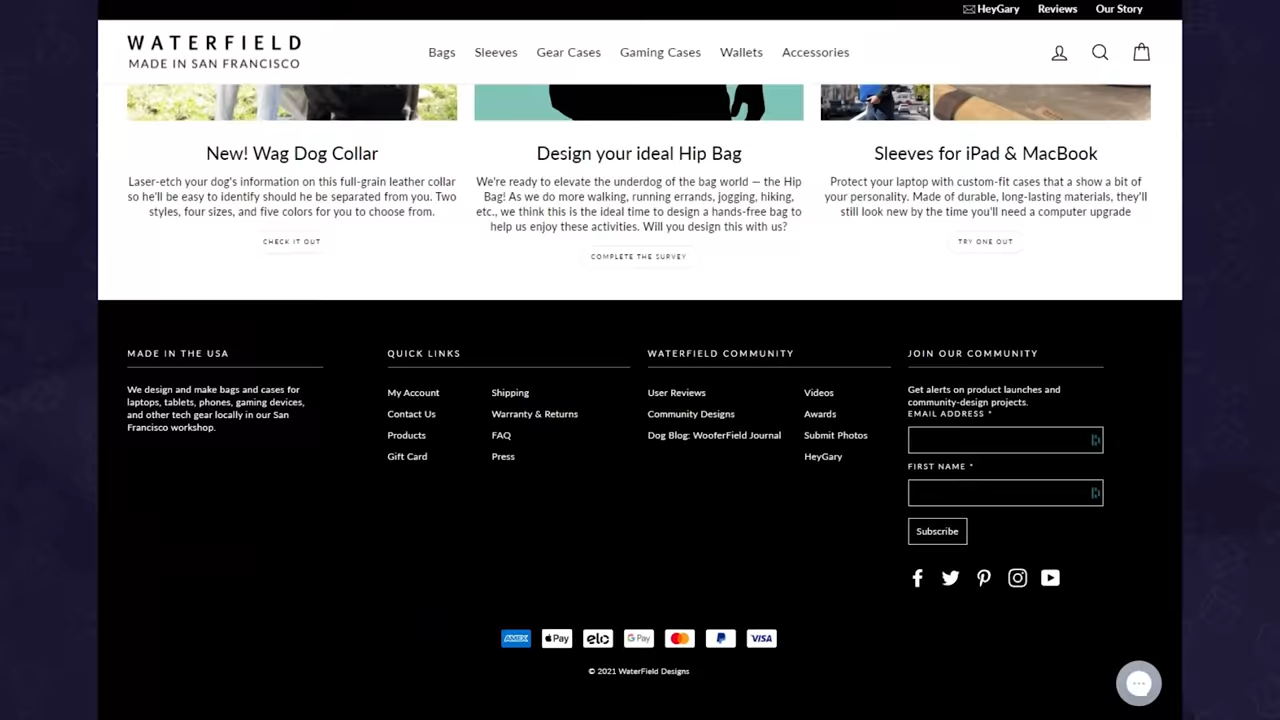 HeyGary Reviews Our Story
WATERFIELD
MADE IN SAN FRANCISCO
Bags Sleeves Gear Cases Gaming Cases Wallets Accessories
New! Wag Dog Collar
Laser-etch your dog's information on this full-grain leather collar
so he'll be easy to identify should he be separated from you. Two
styles, four sizes, and five colors for you to choose from.
CHECK IT OUT
Design your ideal Hip Bag
We're ready to elevate the underdog of the bag world — the Hip
Bag! As we do more walking, running errands, jogging, hiking,
etc., we think this is the ideal time to design a hands-free bag to
help us enjoy these activities. Will you design this with us?
COMPLETE THE SURVEY
Sleeves for iPad & MacBook
Protect your laptop with custom-fit cases that a show a bit of
your personality. Made of durable, long-lasting materials, they'll
still look new by the time you'll need a computer upgrade
TRY ONE OUT
MADE IN THE USA
We design and make bags and cases for
laptops, tablets, phones, gaming devices,
and other tech gear locally in our San
Francisco workshop.
QUICK LINKS
My Account
Contact Us
Products
Gift Card
Shipping
Warranty & Returns
FAQ
Press
WATERFIELD COMMUNITY
User Reviews
Community Designs
Dog Blog: WooferField Journal
Videos
Awards
Submit Photos
HeyGary
JOIN OUR COMMUNITY
Get alerts on product launches and
community-design projects.
EMAIL ADDRESS *
FIRST NAME *
Subscribe
AMEX Pay elo G Pay VISA
© 2021 WaterField Designs